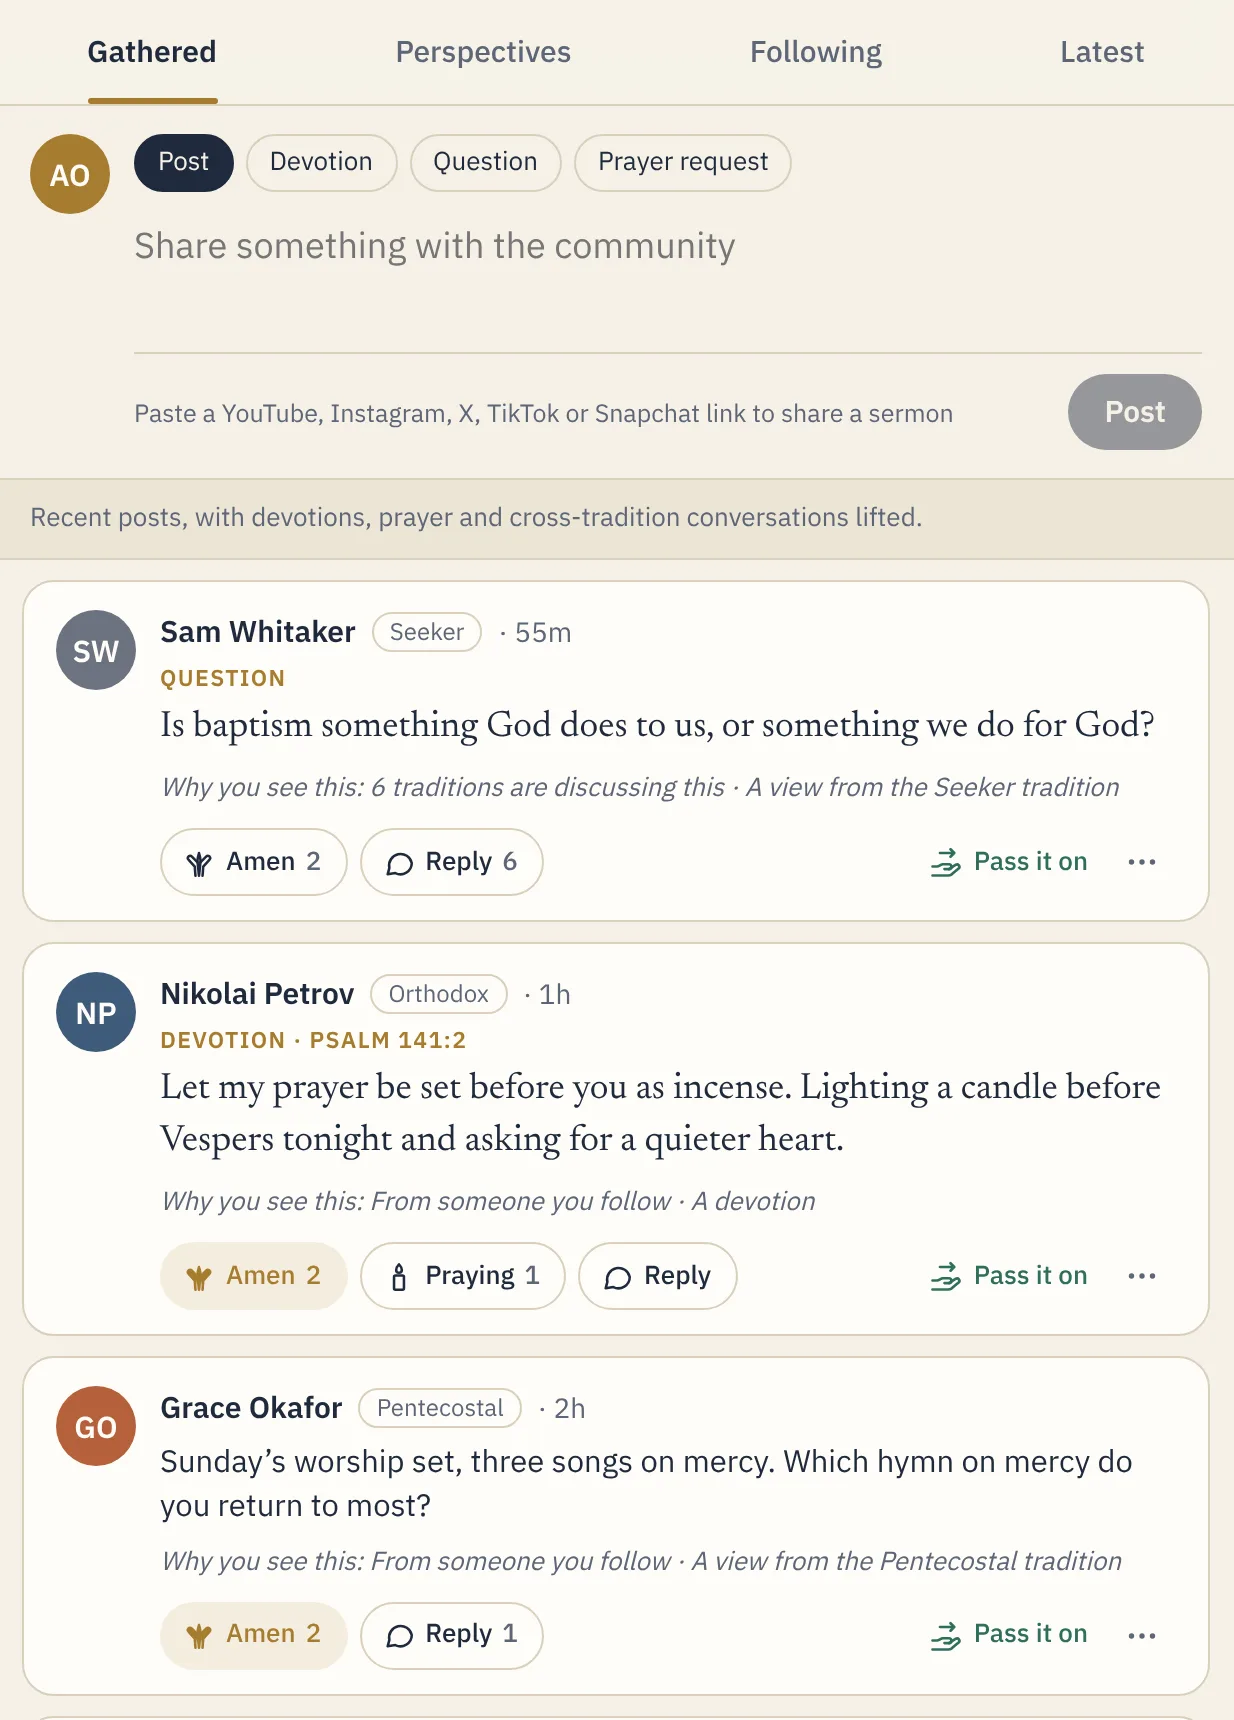 Gathered Perspectives Following Latest
AO
Post Devotion Question Prayer request
Share something with the community
Paste a YouTube, Instagram, X, TikTok or Snapchat link to share a sermon Post
Recent posts, with devotions, prayer and cross-tradition conversations lifted.
SW
Sam Whitaker Seeker · 55m
QUESTION
Is baptism something God does to us, or something we do for God?
Why you see this: 6 traditions are discussing this · A view from the Seeker tradition
Amen 2 Reply 6 Pass it on
NP
Nikolai Petrov Orthodox · 1h
DEVOTION · PSALM 141:2
Let my prayer be set before you as incense. Lighting a candle before
Vespers tonight and asking for a quieter heart.
Why you see this: From someone you follow · A devotion
Amen 2 Praying 1 Reply Pass it on
GO
Grace Okafor Pentecostal · 2h
Sunday’s worship set, three songs on mercy. Which hymn on mercy do
you return to most?
Why you see this: From someone you follow · A view from the Pentecostal tradition
Amen 2 Reply 1 Pass it on